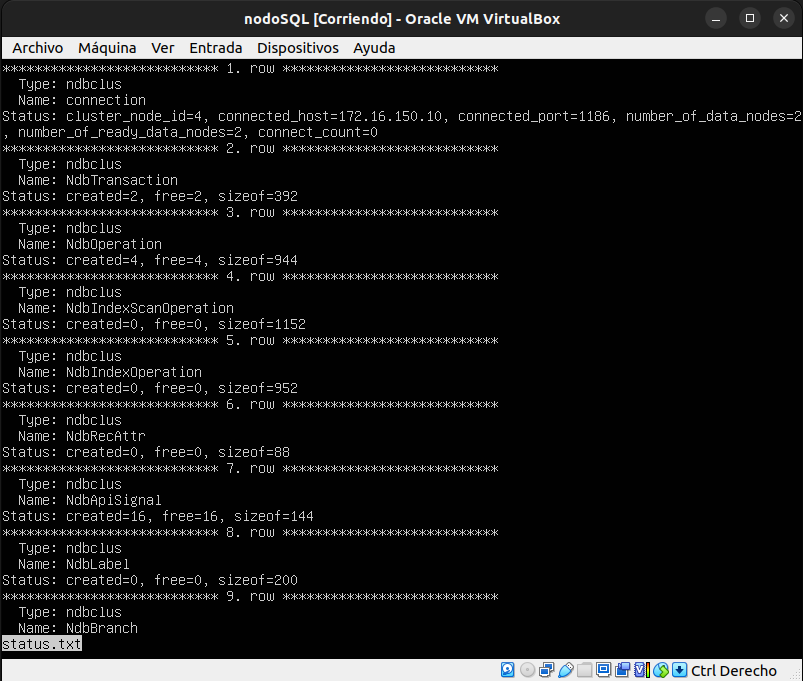 nodoSQL [Corriendo] - Oracle VM VirtualBox
Archivo Máquina Ver Entrada Dispositivos Ayuda
*************************** 1. row ***************************
  Type: ndbclus
  Name: connection
Status: cluster_node_id=4, connected_host=172.16.150.10, connected_port=1186, number_of_data_nodes=2
, number_of_ready_data_nodes=2, connect_count=0
*************************** 2. row ***************************
  Type: ndbclus
  Name: NdbTransaction
Status: created=2, free=2, sizeof=392
*************************** 3. row ***************************
  Type: ndbclus
  Name: NdbOperation
Status: created=4, free=4, sizeof=944
*************************** 4. row ***************************
  Type: ndbclus
  Name: NdbIndexScanOperation
Status: created=0, free=0, sizeof=1152
*************************** 5. row ***************************
  Type: ndbclus
  Name: NdbIndexOperation
Status: created=0, free=0, sizeof=952
*************************** 6. row ***************************
  Type: ndbclus
  Name: NdbRecAttr
Status: created=0, free=0, sizeof=88
*************************** 7. row ***************************
  Type: ndbclus
  Name: NdbApiSignal
Status: created=16, free=16, sizeof=144
*************************** 8. row ***************************
  Type: ndbclus
  Name: NdbLabel
Status: created=0, free=0, sizeof=200
*************************** 9. row ***************************
  Type: ndbclus
  Name: NdbBranch
status.txt
Ctrl Derecho